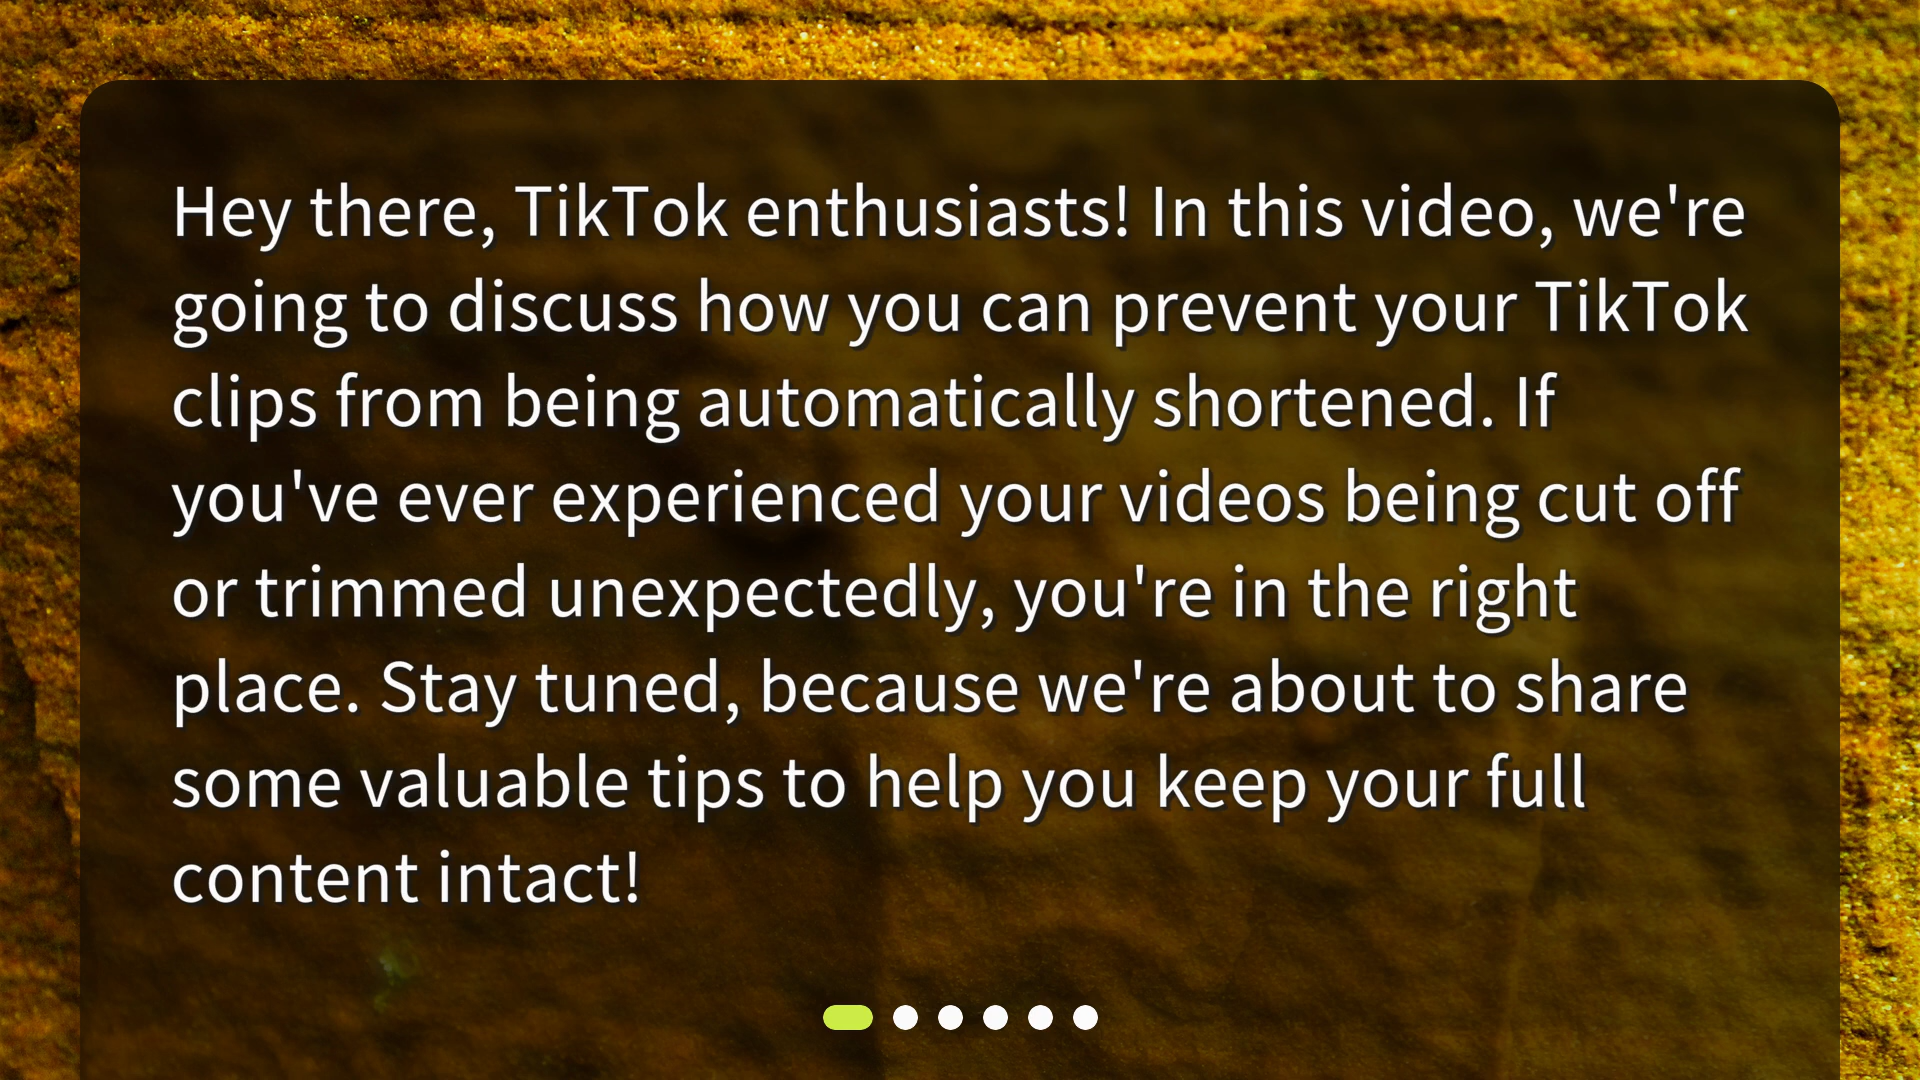 Hey there, TikTok enthusiasts! In this video, we're
going to discuss how you can prevent your TikTok
clips from being automatically shortened. If
you've ever experienced your videos being cut off
or trimmed unexpectedly, you're in the right
place. Stay tuned, because we're about to share
some valuable tips to help you keep your full
content intact!